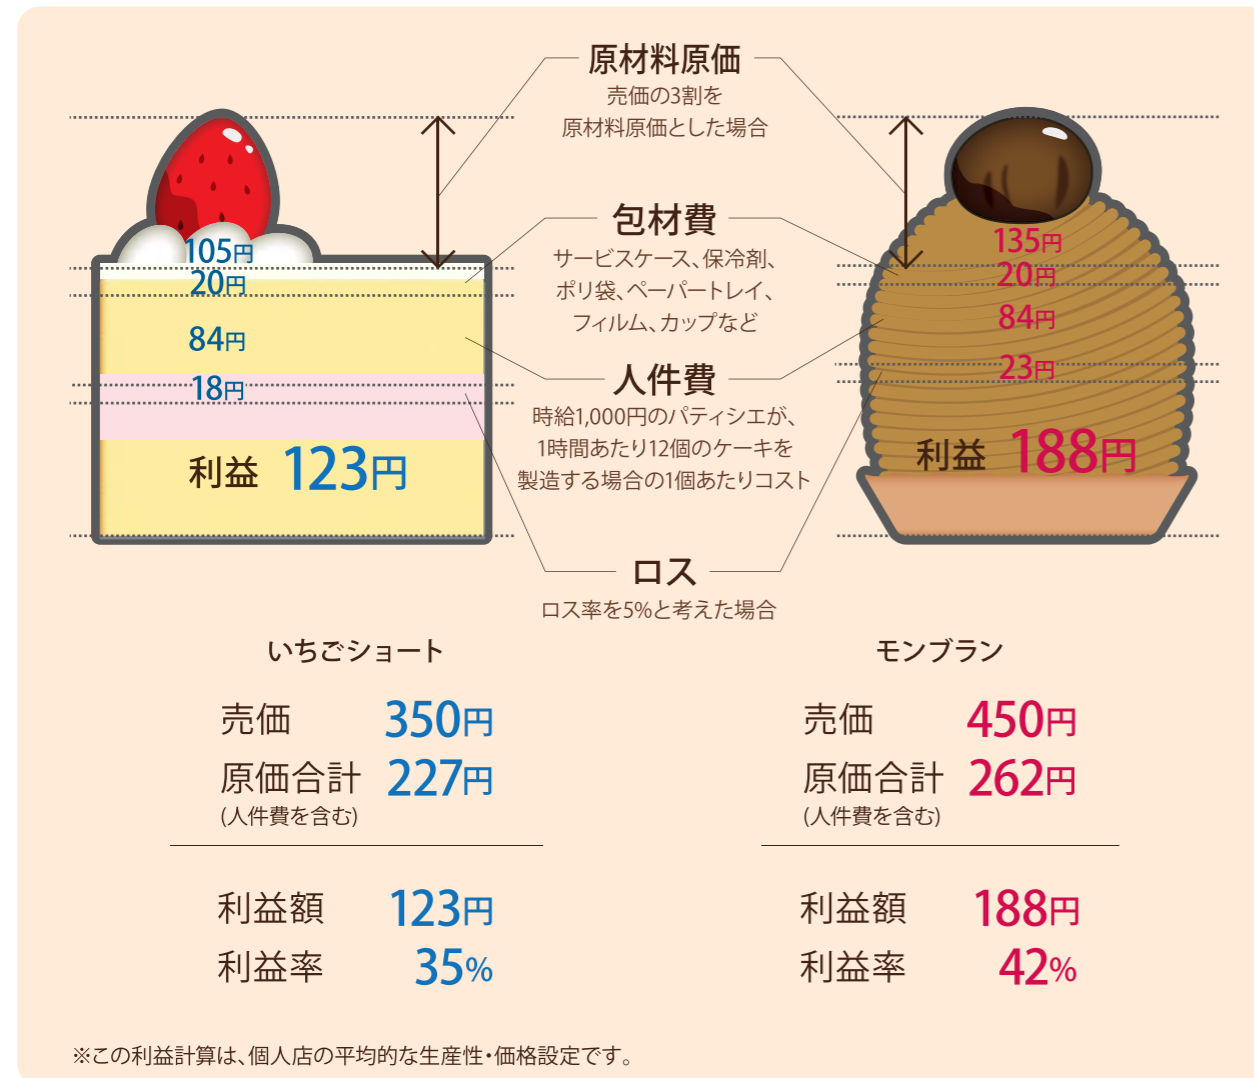 原材料原価
売価の3割を
原材料原価とした場合
包材費
サービスケース、保冷剤、
ポリ袋、ペーパートレイ、
フィルム、カップなど
人件費
時給1,000円のパティシエが、
1時間あたり12個のケーキを
製造する場合の1個あたりコスト
ロス
ロス率を5%と考えた場合
105円
20円
84円
18円
利益 123円
135円
20円
84円
23円
利益 188円
いちごショート
売価 350円
原価合計 227円
(人件費を含む)
利益額 123円
利益率 35%
モンブラン
売価 450円
原価合計 262円
(人件費を含む)
利益額 188円
利益率 42%
※この利益計算は、個人店の平均的な生産性・価格設定です。